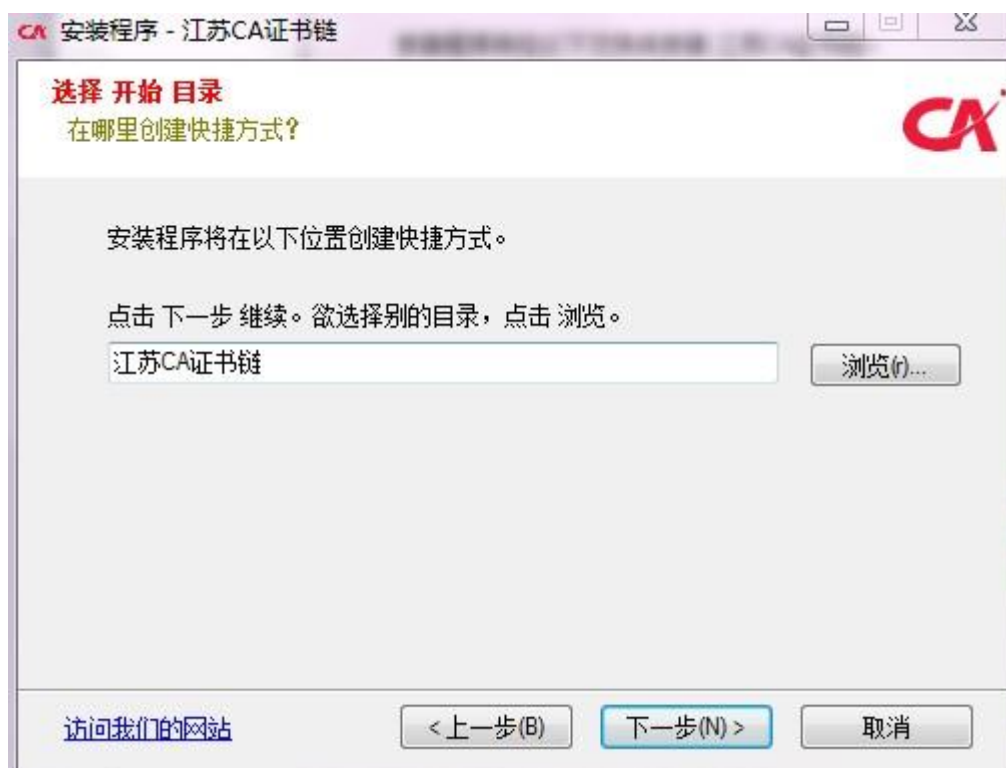 CA 安装程序 - 江苏CA证书链
选择 开始 目录
在哪里创建快捷方式？
CA
安装程序将在以下位置创建快捷方式。
点击 下一步 继续。欲选择别的目录，点击 浏览。
江苏CA证书链
浏览(r)...
访问我们的网站
<上一步(B)
下一步(N) >
取消